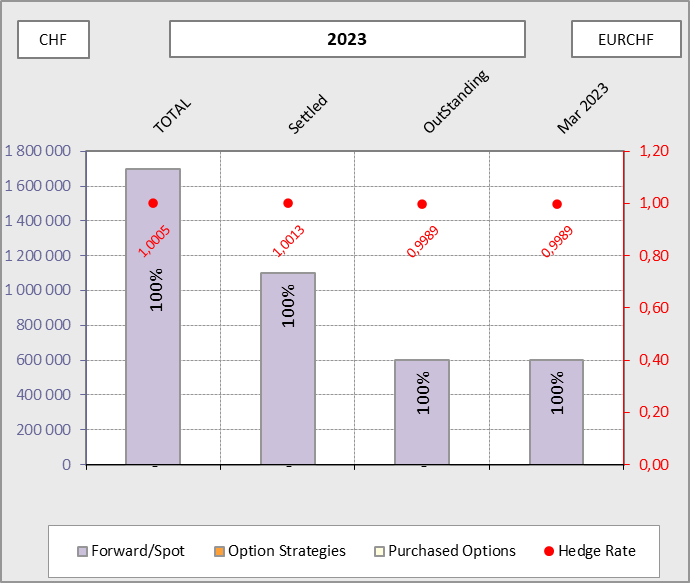 CHF
2023
EURCHF
TOTAL
Settled
OutStanding
Mar 2023
1 800 000
1 600 000
1 400 000
1 200 000
1 000 000
800 000
600 000
400 000
200 000
0
1,20
1,00
0,80
0,60
0,40
0,20
0,00
1,0005
1,0013
0,9989
0,9989
100%
100%
100%
100%
-
-
-
Forward/Spot
Option Strategies
Purchased Options
Hedge Rate